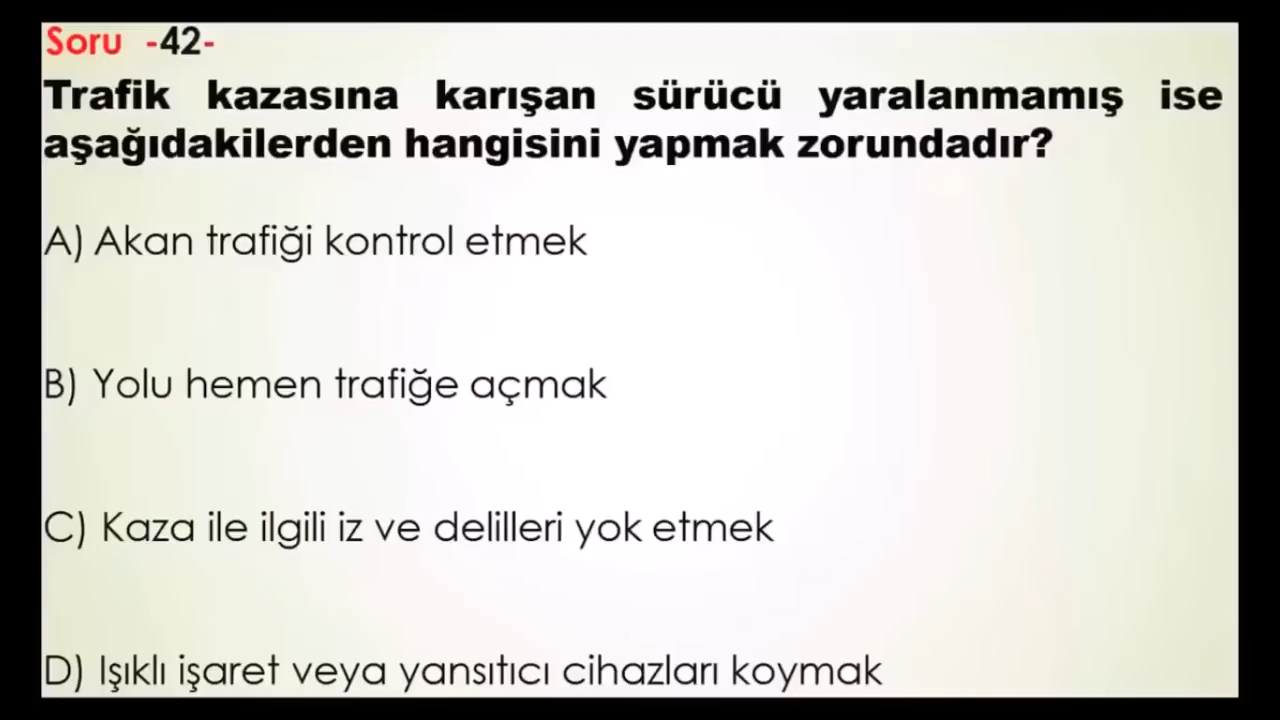 Soru -42-
Trafik kazasına karışan sürücü yaralanmamış ise
aşağıdakilerden hangisini yapmak zorundadır?
A) Akan trafiği kontrol etmek
B) Yolu hemen trafiğe açmak
C) Kaza ile ilgili iz ve delilleri yok etmek
D) Işıklı işaret veya yansıtıcı cihazları koymak